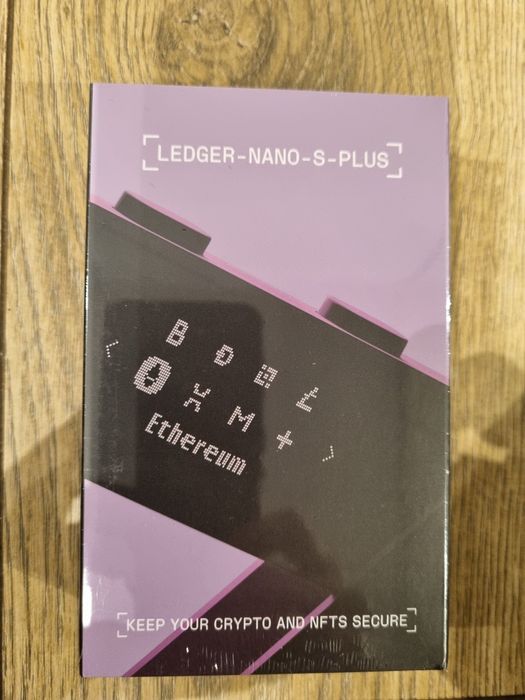 LEDGER-NANO-S-PLUS
Ethereum
KEEP YOUR CRYPTO AND NFTS SECURE